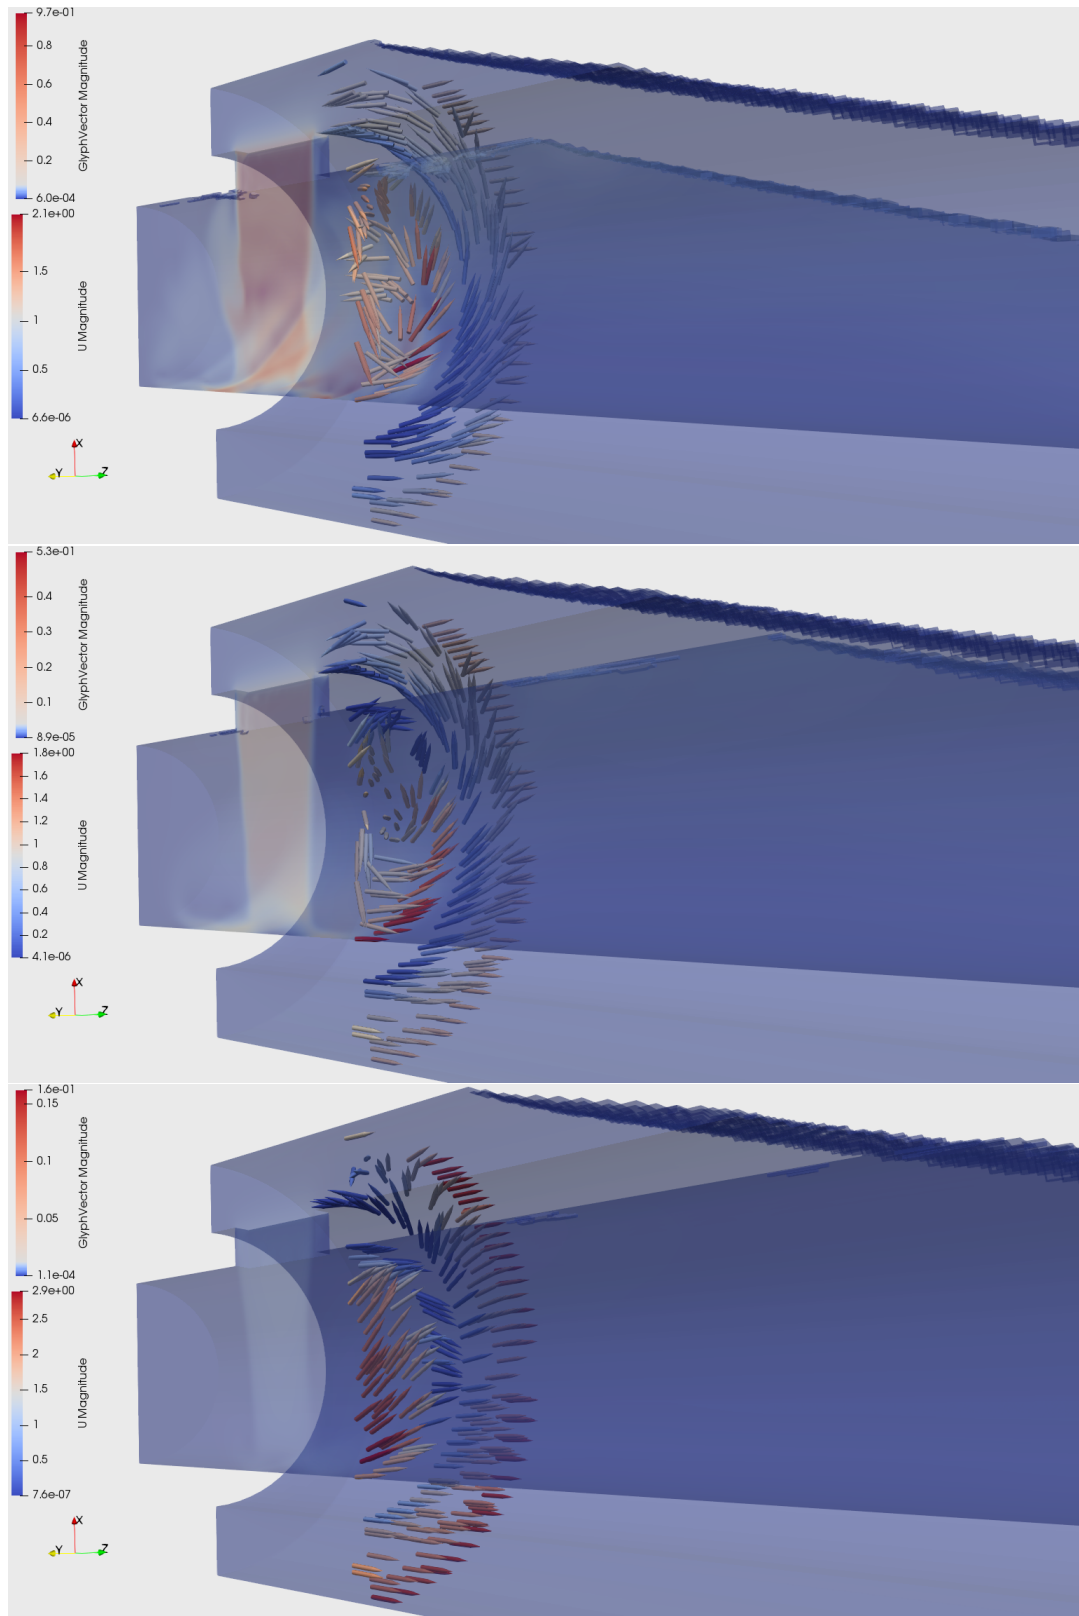 9.7e-01
0.8
0.6
0.4
0.2
6.0e-04
GlyphVector Magnitude
2.1e+00
1.5
1
0.5
6.6e-06
U Magnitude
X
Y
Z
5.3e-01
0.4
0.3
0.2
0.1
8.9e-05
GlyphVector Magnitude
1.8e+00
1.6
1.4
1.2
1
0.8
0.6
0.4
0.2
4.1e-06
U Magnitude
X
Y
Z
1.6e-01
0.15
0.1
0.05
1.1e-04
GlyphVector Magnitude
2.9e+00
2.5
2
1.5
1
0.5
7.6e-07
U Magnitude
X
Y
Z